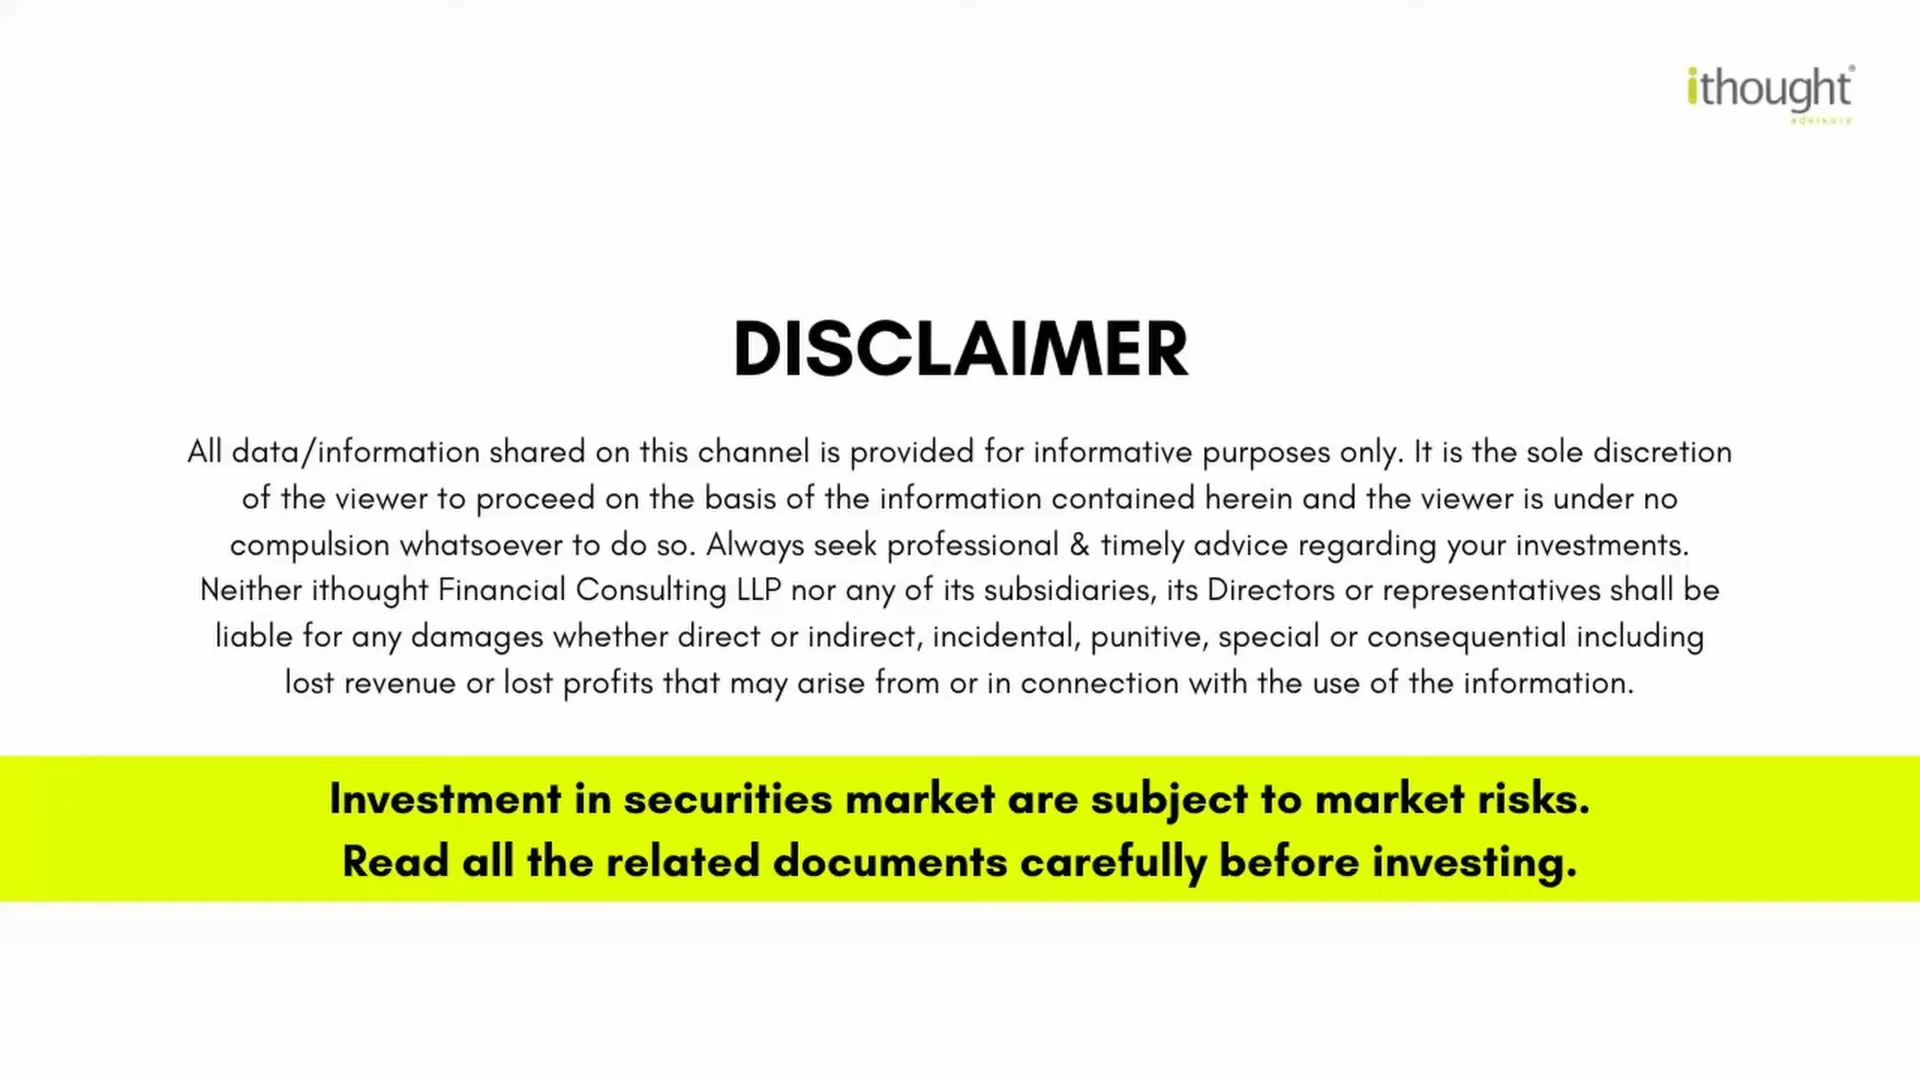 ithought®
advisory
DISCLAIMER
All data/information shared on this channel is provided for informative purposes only. It is the sole discretion
of the viewer to proceed on the basis of the information contained herein and the viewer is under no
compulsion whatsoever to do so. Always seek professional & timely advice regarding your investments.
Neither ithought Financial Consulting LLP nor any of its subsidiaries, its Directors or representatives shall be
liable for any damages whether direct or indirect, incidental, punitive, special or consequential including
lost revenue or lost profits that may arise from or in connection with the use of the information.
Investment in securities market are subject to market risks.
Read all the related documents carefully before investing.